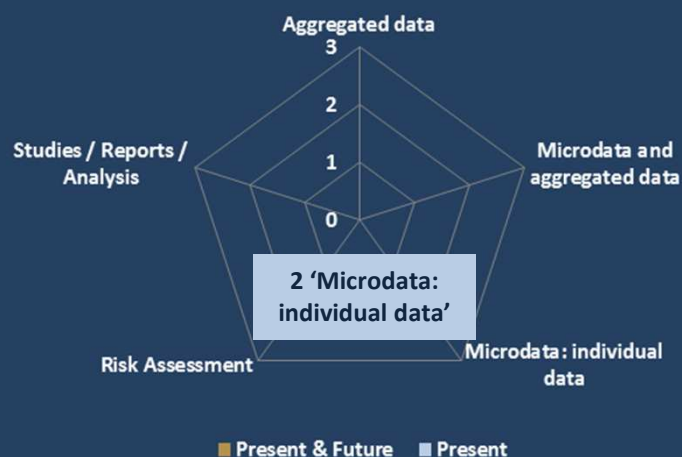 Aggregated data
3
2
Studies / Reports /
Analysis
Microdata and
aggregated data
1
0
2 ‘Microdata:
individual data’
Risk Assessment
Microdata: individual
data
Present & Future
Present